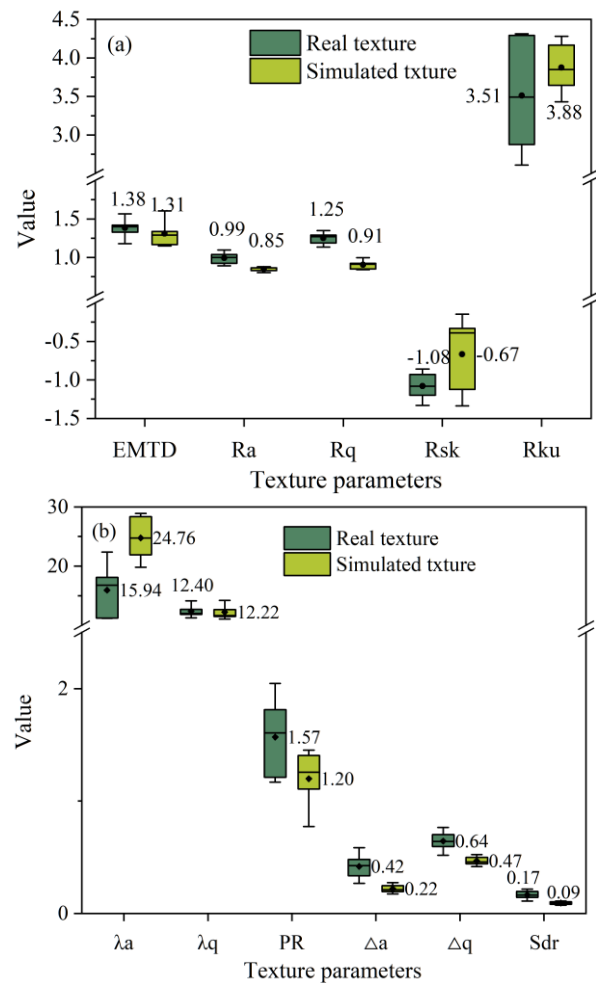 (a)
Real texture
Simulated txture
4.5
4.0
3.5
3.0
1.5
1.0
-0.5
-1.0
-1.5
Value
1.38
1.31
0.99
0.85
1.25
0.91
-1.08
-0.67
3.51
3.88
EMTD Ra Rq Rsk Rku
Texture parameters
(b)
Real texture
Simulated txture
30
20
2
0
Value
15.94
24.76
12.40
12.22
1.57
1.20
0.42
0.22
0.64
0.47
0.17
0.09
λa λq PR △a △q Sdr
Texture parameters